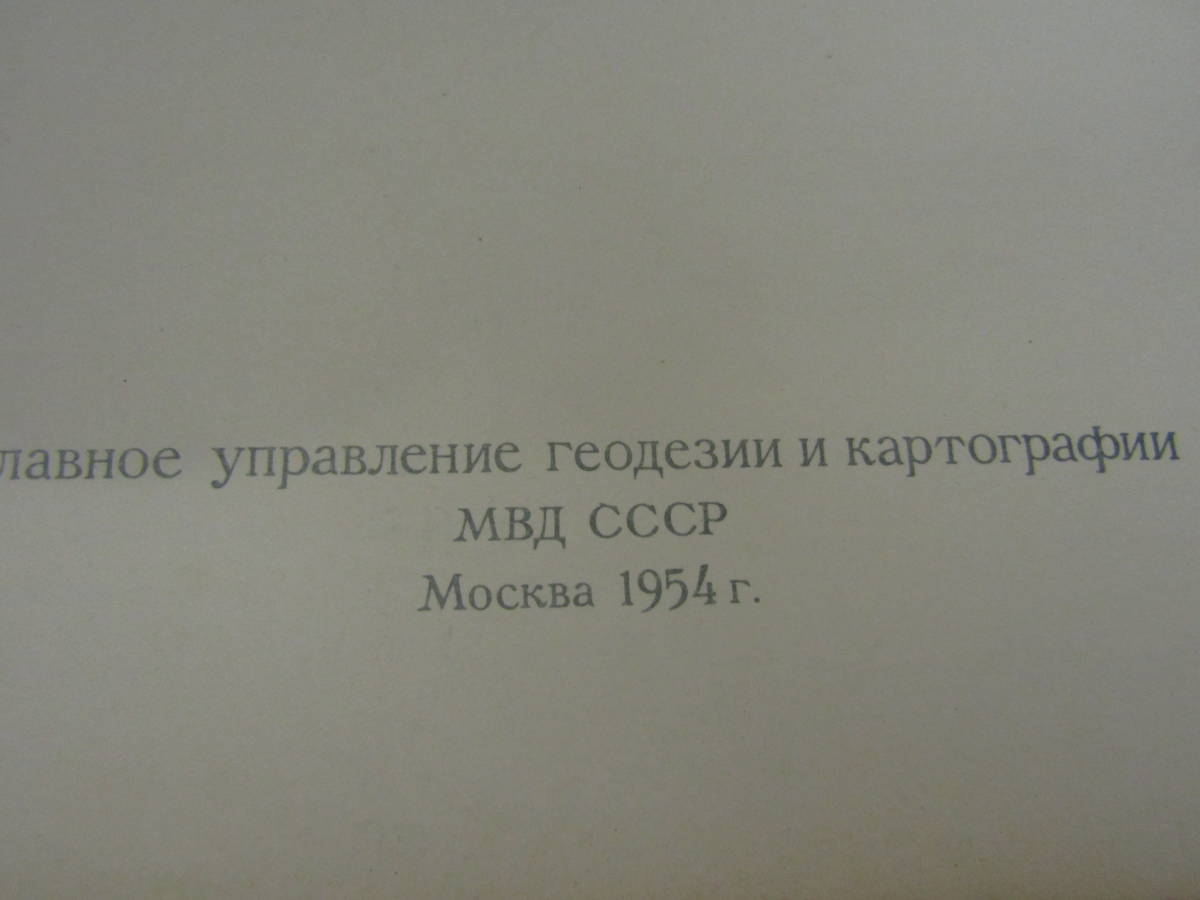 лавное управление геодезии и картографии
МВД СССР
Москва 1954 г.